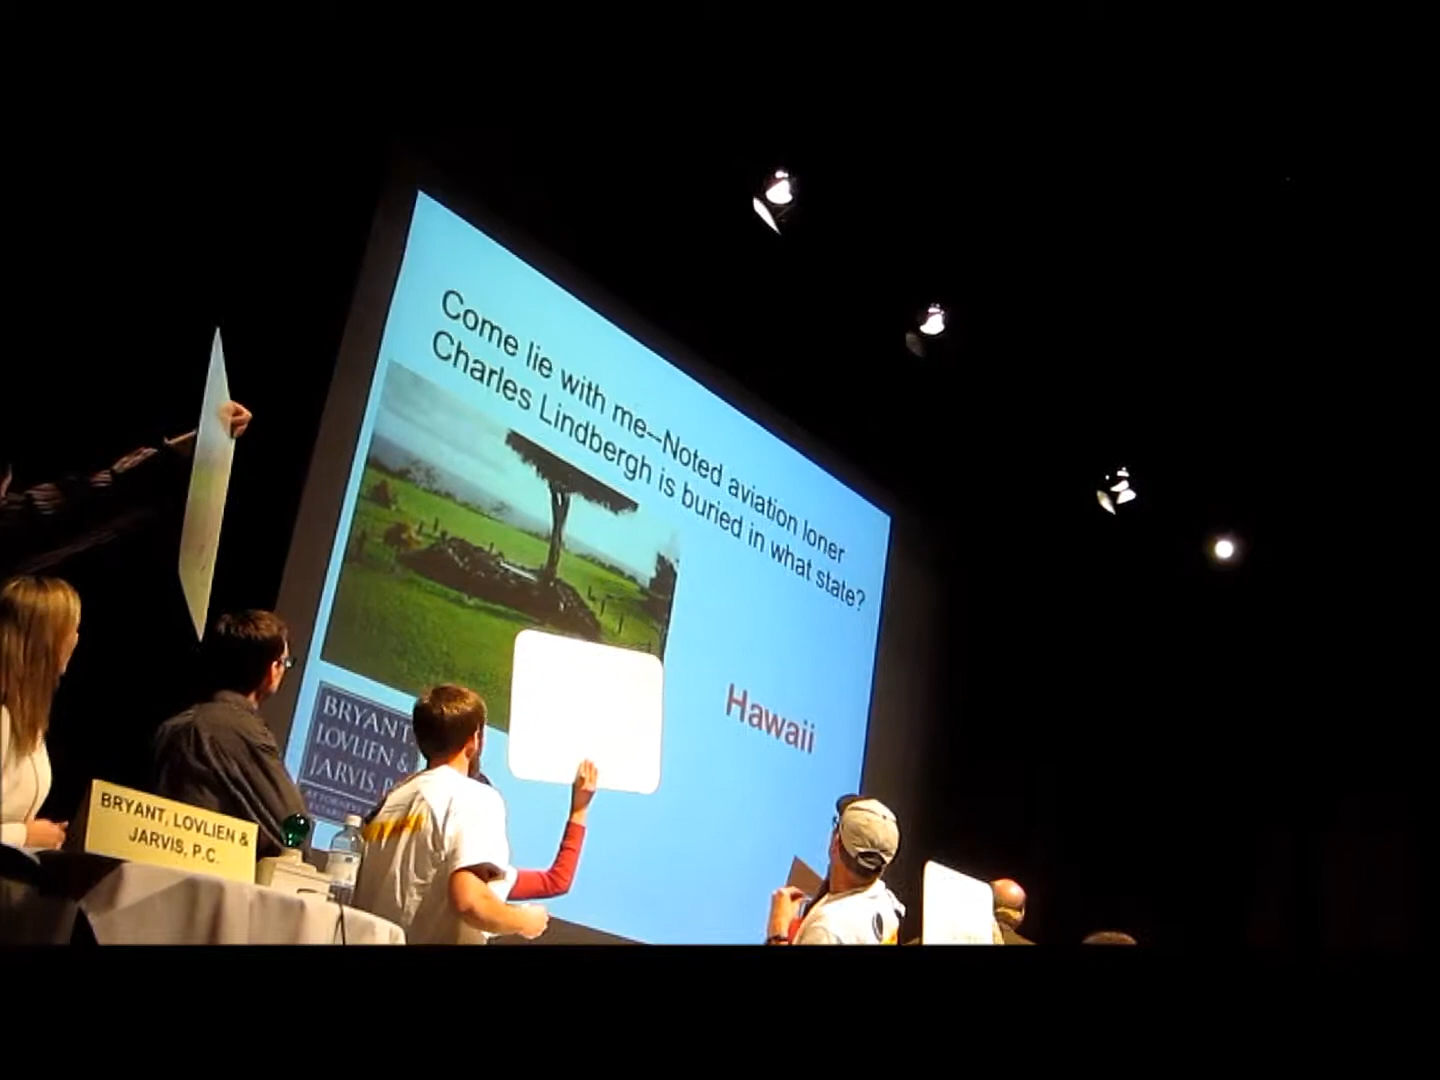 Come lie with me--Noted aviation loner
Charles Lindbergh is buried in what state?
Hawaii
BRYANT,
LOVLIEN &
JARVIS, P.C
BRYANT, LOVLIEN &
JARVIS, P.C.